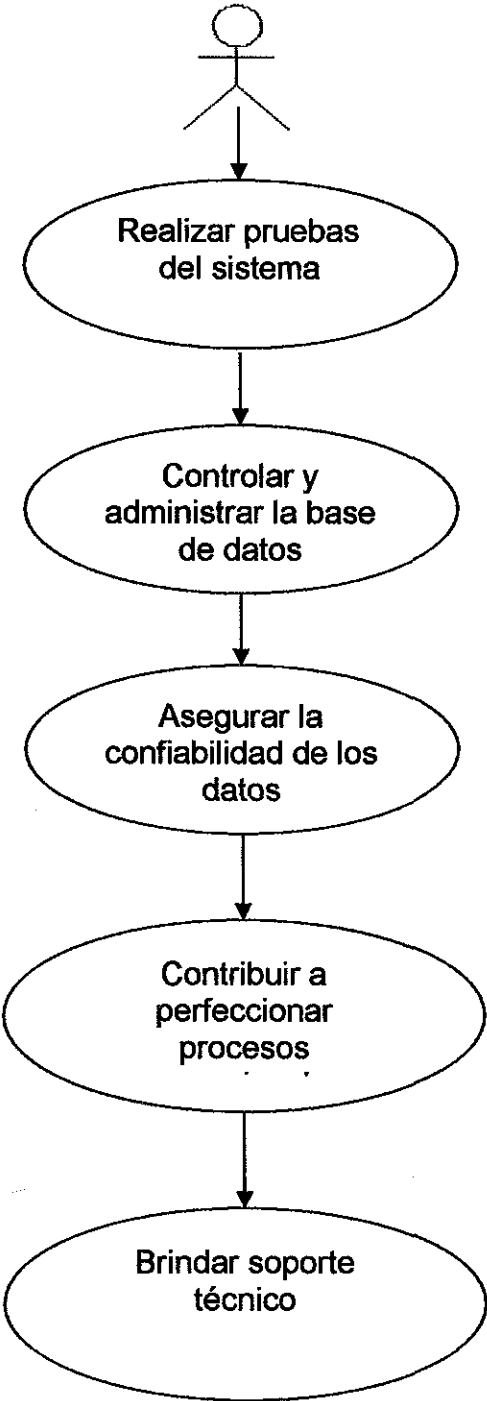 Realizar pruebas
del sistema
Controlar y
administrar la base
de datos
Asegurar la
confiabilidad de los
datos
Contribuir a
perfeccionar
procesos
Brindar soporte
técnico